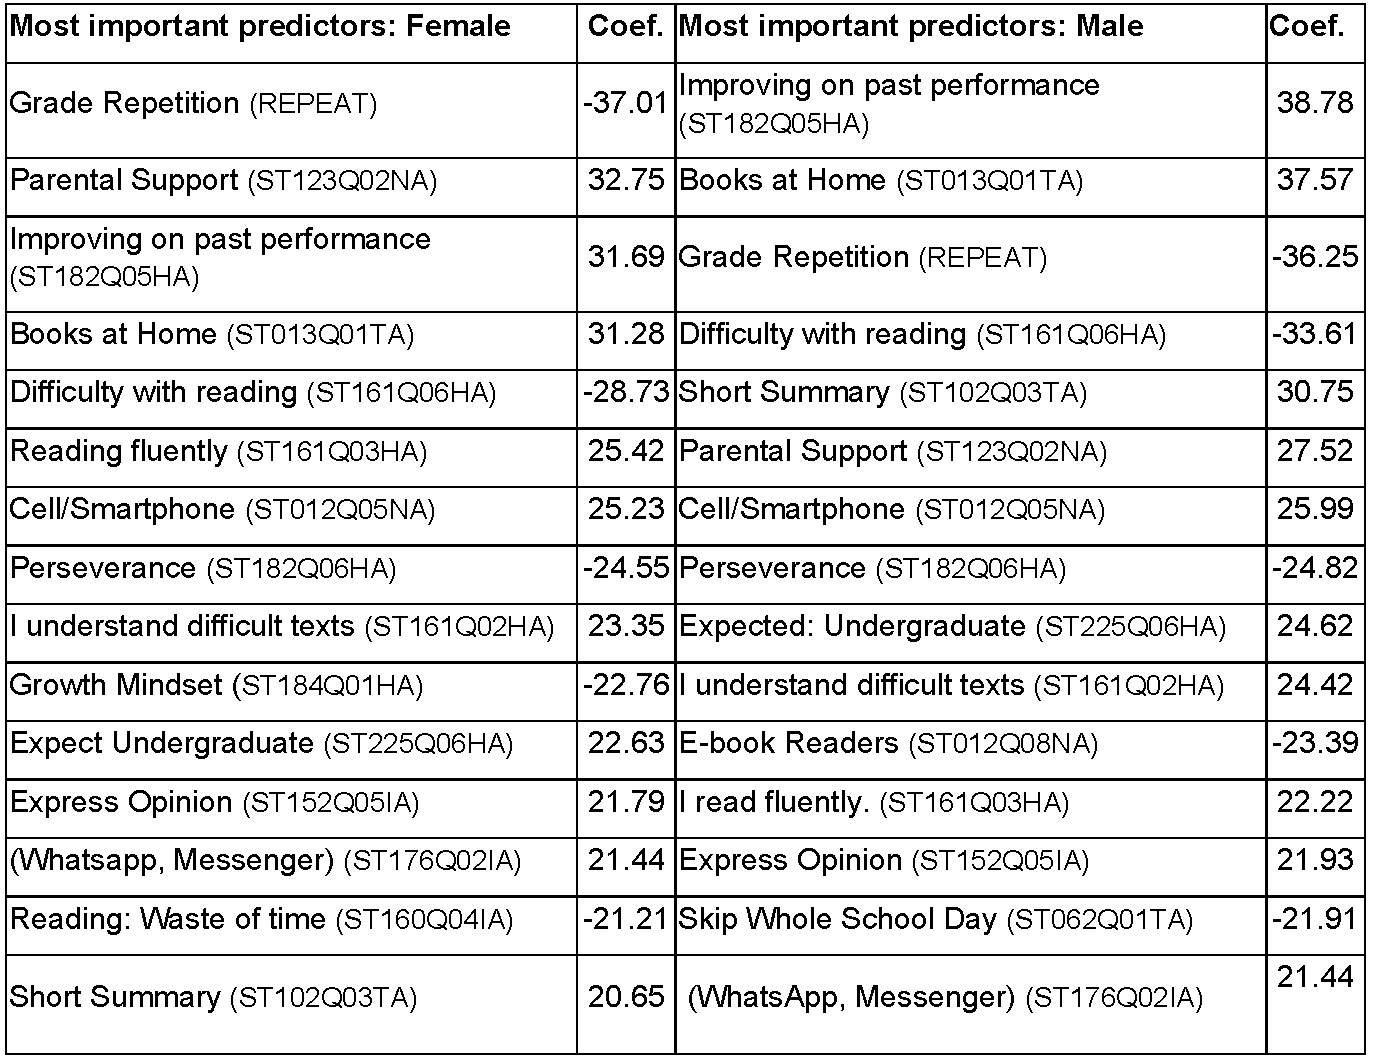 Most important predictors: Female Coef. Most important predictors: Male Coef.
Grade Repetition (REPEAT) -37.01 Improving on past performance
(ST182Q05HA) 38.78
Parental Support (ST123Q02NA) 32.75 Books at Home (ST013Q01TA) 37.57
Improving on past performance
(ST182Q05HA) 31.69 Grade Repetition (REPEAT) -36.25
Books at Home (ST013Q01TA) 31.28 Difficulty with reading (ST161Q06HA) -33.61
Difficulty with reading (ST161Q06HA) -28.73 Short Summary (ST102Q03TA) 30.75
Reading fluently (ST161Q03HA) 25.42 Parental Support (ST123Q02NA) 27.52
Cell/Smartphone (ST012Q05NA) 25.23 Cell/Smartphone (ST012Q05NA) 25.99
Perseverance (ST182Q06HA) -24.55 Perseverance (ST182Q06HA) -24.82
I understand difficult texts (ST161Q02HA) 23.35 Expected: Undergraduate (ST225Q06HA) 24.62
Growth Mindset (ST184Q01HA) -22.76 I understand difficult texts (ST161Q02HA) 24.42
Expect Undergraduate (ST225Q06HA) 22.63 E-book Readers (ST012Q08NA) -23.39
Express Opinion (ST152Q05IA) 21.79 I read fluently. (ST161Q03HA) 22.22
(Whatsapp, Messenger) (ST176Q02IA) 21.44 Express Opinion (ST152Q05IA) 21.93
Reading: Waste of time (ST160Q04IA) -21.21 Skip Whole School Day (ST062Q01TA) -21.91
Short Summary (ST102Q03TA) 20.65 (WhatsApp, Messenger) (ST176Q02IA) 21.44